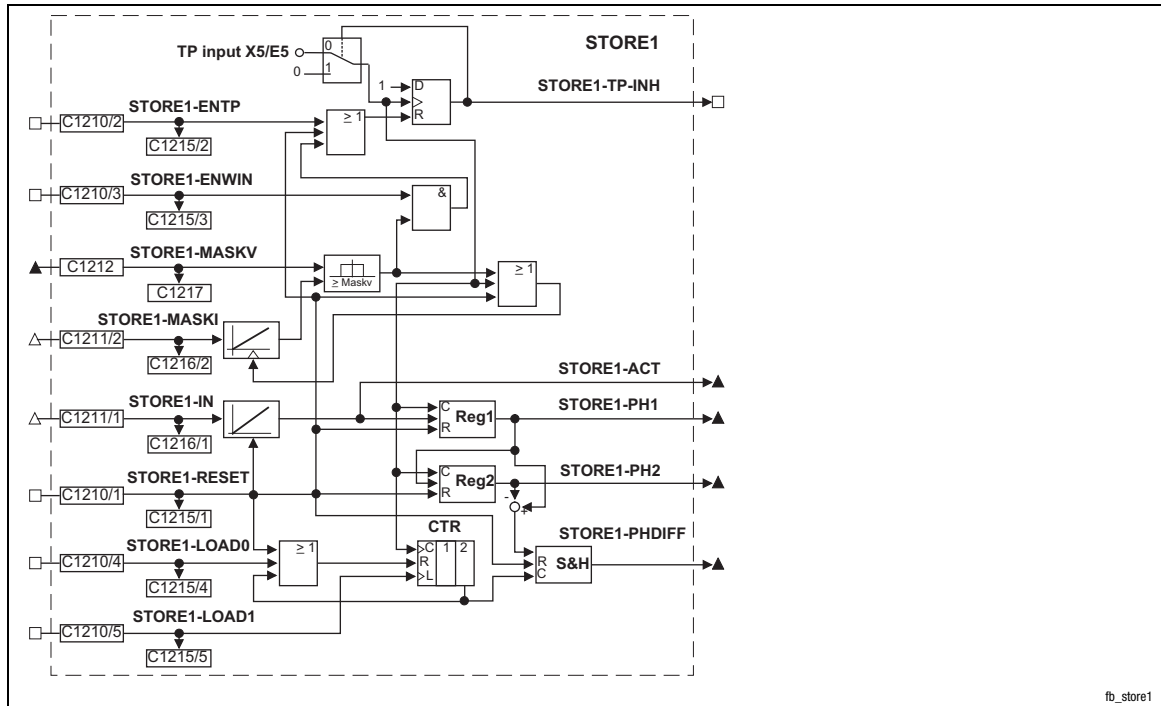 STORE1
0
TP input X5/E5
1
0
1
D
STORE1-TP-INH
STORE1-ENTP
≥ 1
R
C1210/2
C1215/2
STORE1-ENWIN
&
C1210/3
C1215/3
STORE1-MASKV
≥ 1
C1212
≥ Maskv
C1217
STORE1-MASKI
C1211/2
C1216/2
STORE1-ACT
STORE1-IN
C
Reg1
STORE1-PH1
C1211/1
R
C1216/1
STORE1-RESET
C
Reg2
STORE1-PH2
C1210/1
R
C1215/1
-
+
CTR
STORE1-PHDIFF
STORE1-LOAD0
≥ 1
>C 1 2
C1210/4
R
R
S&H
C1215/4
>L
C
STORE1-LOAD1
C1210/5
C1215/5
fb_store1